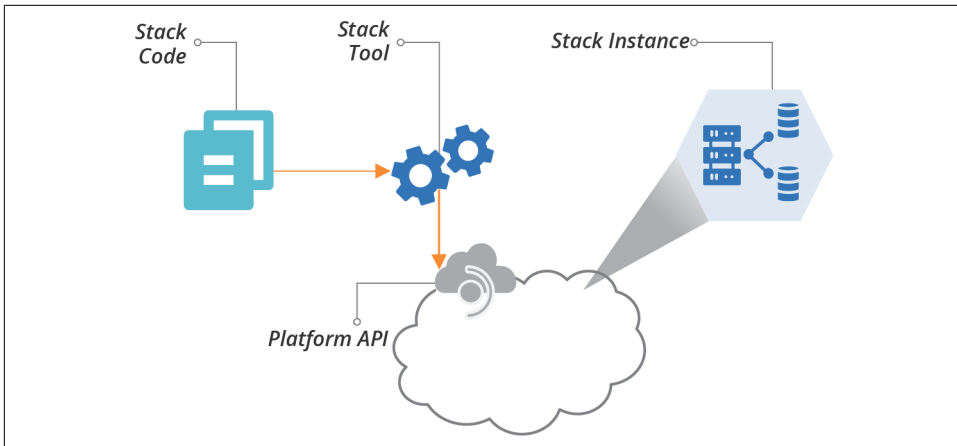 Stack
Code
Stack
Tool
Stack Instance
Platform API